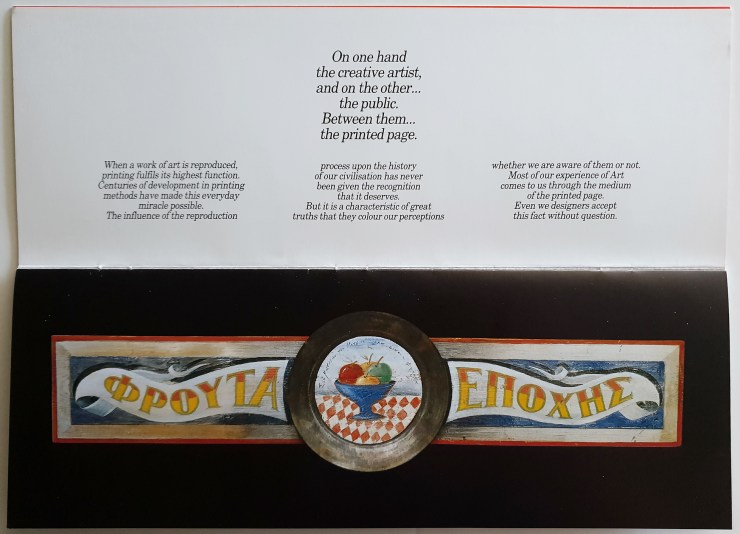 On one hand
the creative artist,
and on the other...
the public.
Between them...
the printed page.
When a work of art is reproduced,
printing fulfils its highest function.
Centuries of development in printing
methods have made this everyday
miracle possible.
The influence of the reproduction
process upon the history
of our civilisation has never
been given the recognition
that it deserves.
But it is a characteristic of great
truths that they colour our perceptions
whether we are aware of them or not.
Most of our experience of Art
comes to us through the medium
of the printed page.
Even we designers accept
this fact without question.
ΦΡΟΥΤΑ ΕΠΟΧΗΣ